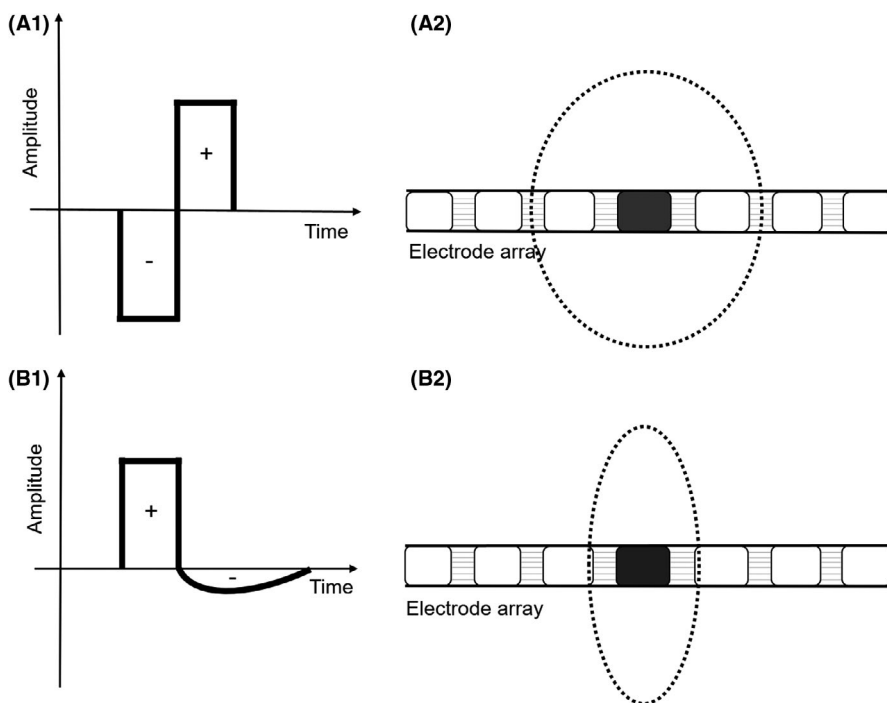 (A1)
Amplitude
+
-
Time
(A2)
Electrode array
(B1)
Amplitude
+
-
Time
(B2)
Electrode array